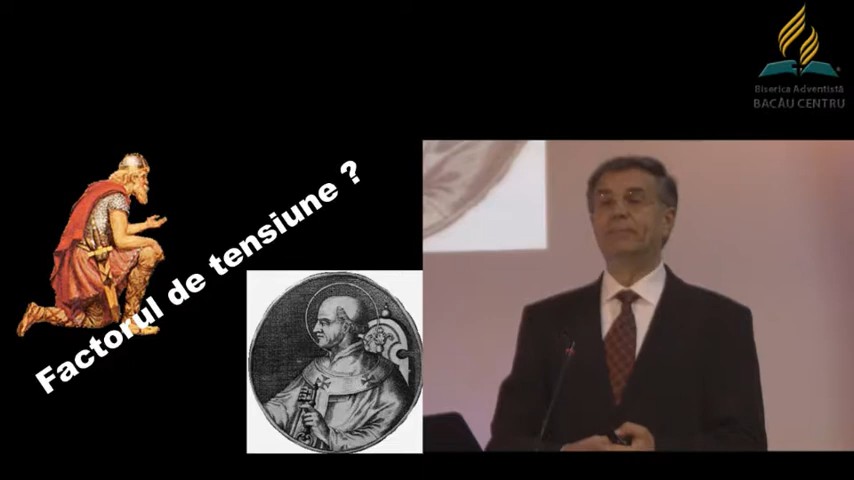 Biserica Adventistă
BACĂU CENTRU
Factorul de tensiune ?